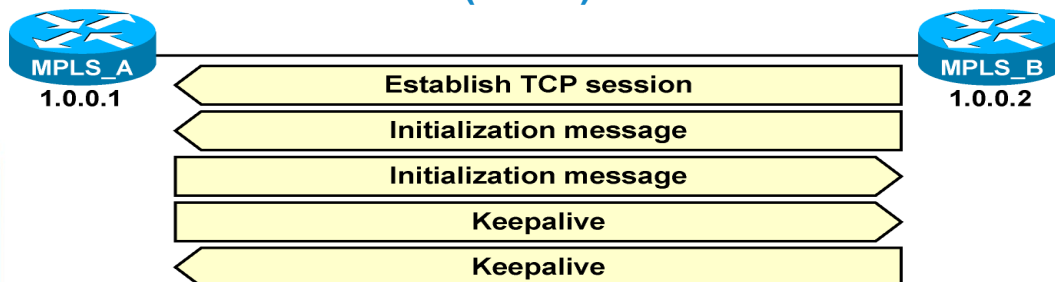 MPLS_A
1.0.0.1
MPLS_B
1.0.0.2
Establish TCP session
Initialization message
Initialization message
Keepalive
Keepalive